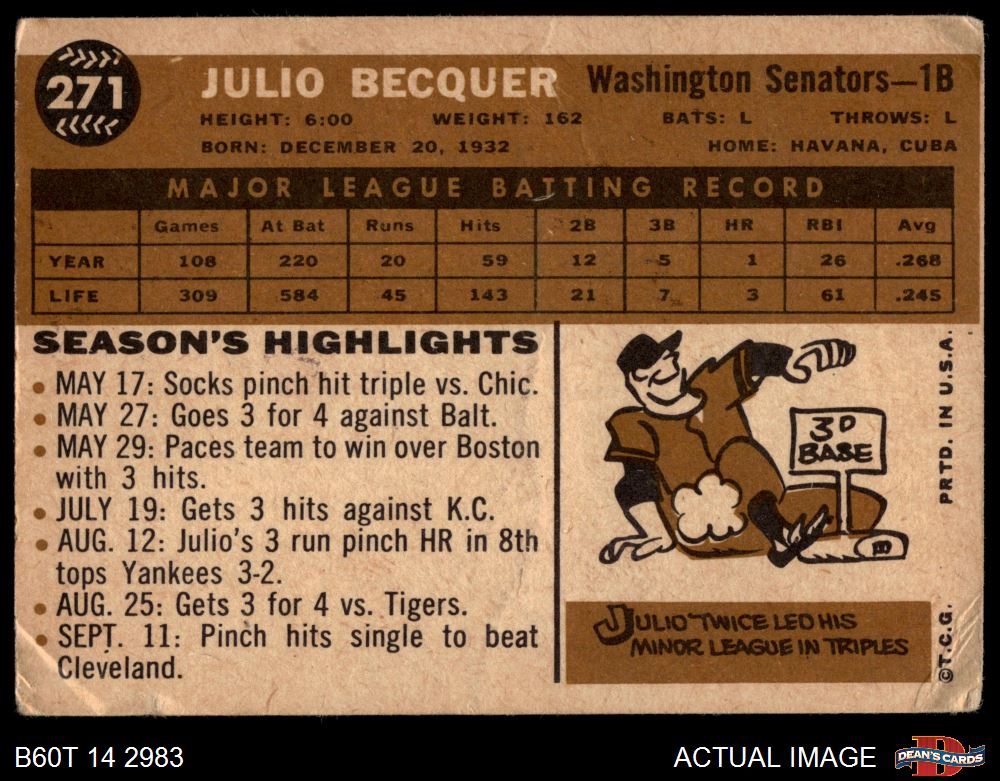 271
JULIO BECQUER Washington Senators—1B
HEIGHT: 6:00 WEIGHT: 162 BATS: L THROWS: L
BORN: DECEMBER 20, 1932 HOME: HAVANA, CUBA
MAJOR LEAGUE BATTING RECORD
Games At Bat Runs Hits 2B 3B HR RBI Avg
YEAR 108 220 20 59 12 5 1 26 .268
LIFE 309 584 45 143 21 7 3 61 .245
SEASON'S HIGHLIGHTS
• MAY 17: Socks pinch hit triple vs. Chic.
• MAY 27: Goes 3 for 4 against Balt.
• MAY 29: Paces team to win over Boston
with 3 hits.
• JULY 19: Gets 3 hits against K.C.
• AUG. 12: Julio's 3 run pinch HR in 8th
tops Yankees 3-2.
• AUG. 25: Gets 3 for 4 vs. Tigers.
• SEPT. 11: Pinch hits single to beat
Cleveland.
3D
BASE
JULIO TWICE LED HIS
MINOR LEAGUE IN TRIPLES
PRTD. IN U.S.A.
©T.C.G.
B60T 14 2983
ACTUAL IMAGE
DEAN'S CARDS